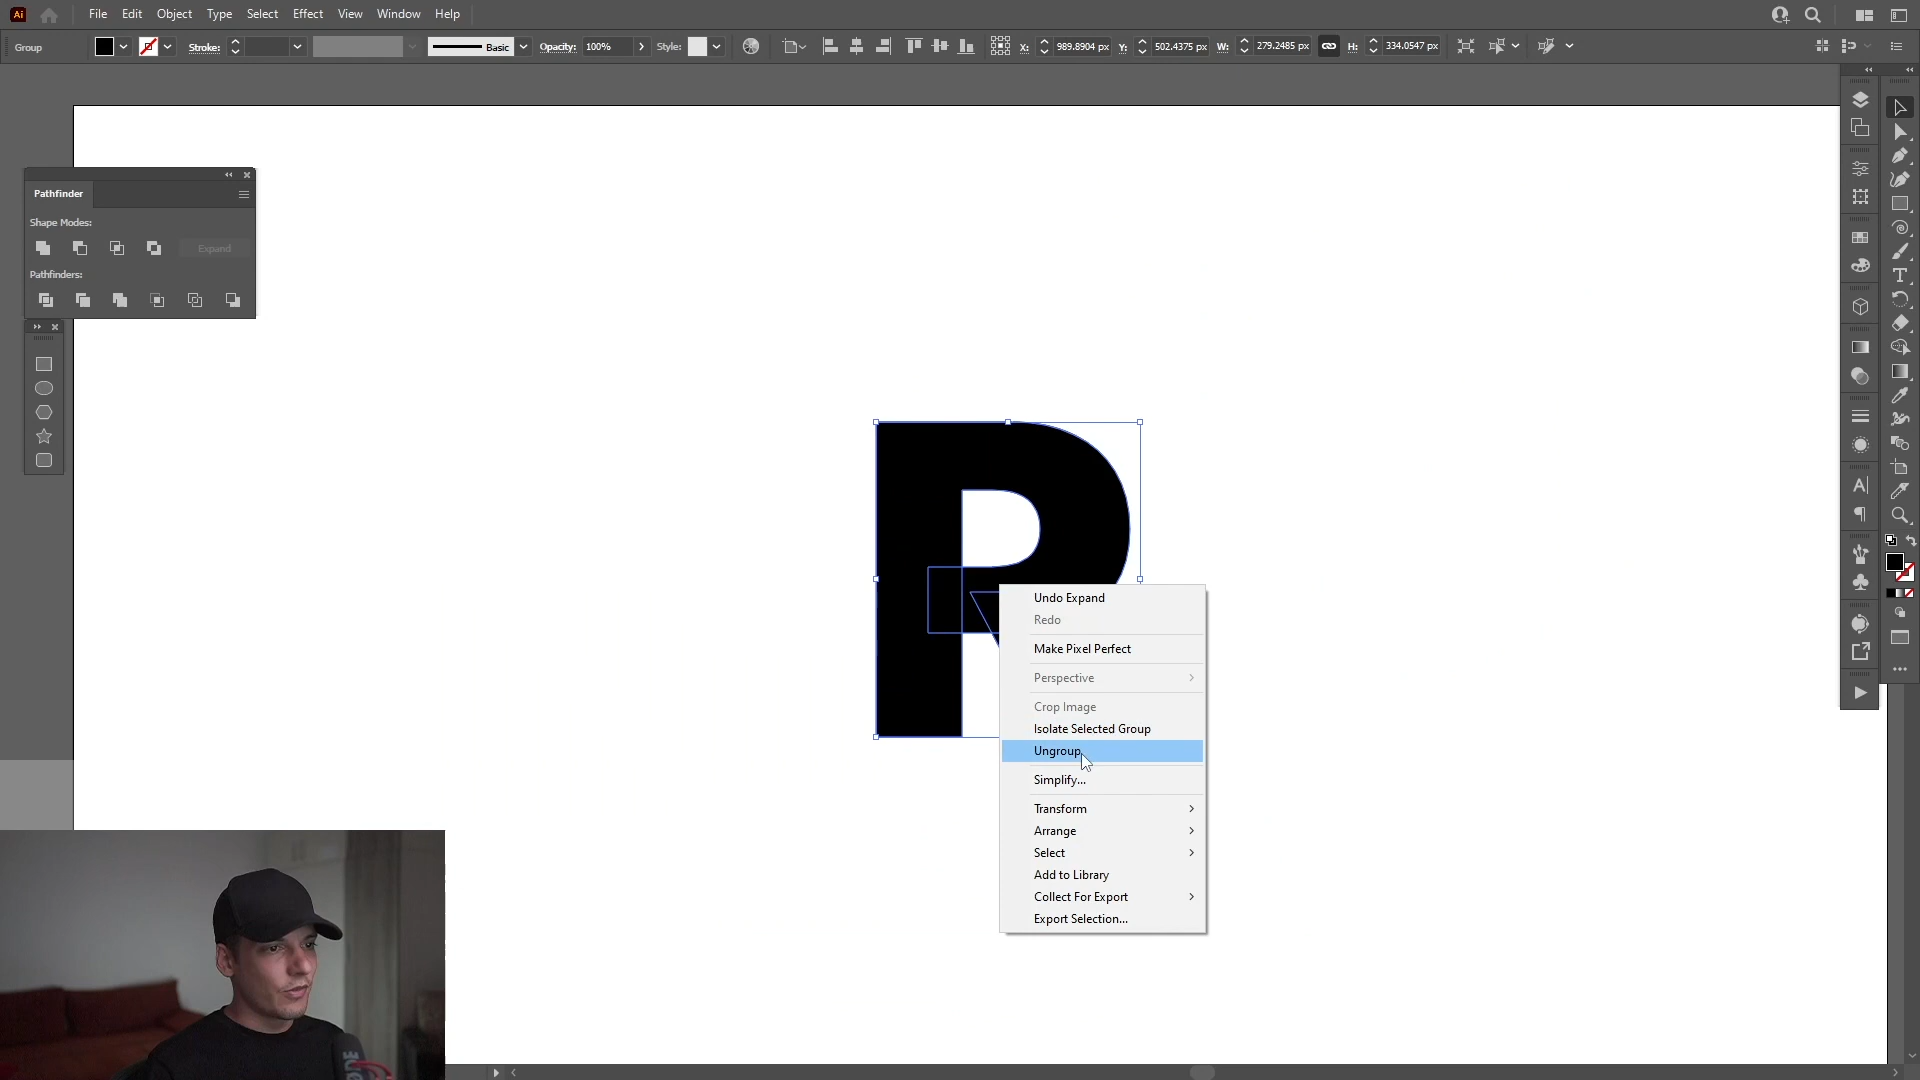 Ai File Edit Object Type Select Effect View Window Help
Group Stroke: Basic Opacity: 100% Style: X: 989.8904 px Y: 502.4375 px W: 279.2485 px H: 334.0547 px
Pathfinder
Shape Modes:
Expand
Pathfinders:
R
Undo Expand
Redo
Make Pixel Perfect
Perspective
Crop Image
Isolate Selected Group
Ungroup
Simplify...
Transform
Arrange
Select
Add to Library
Collect For Export
Export Selection...